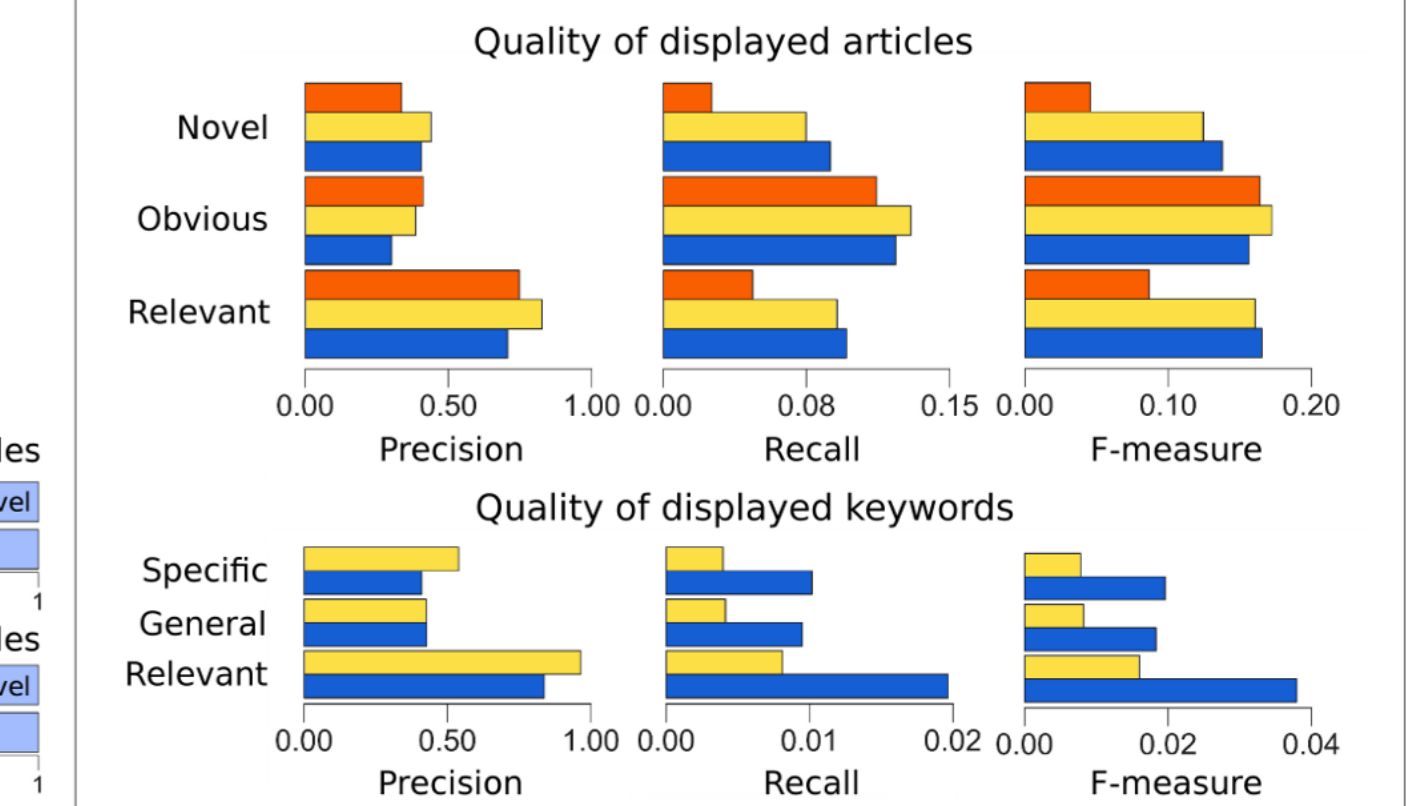 Quality of displayed articles
Novel
Obvious
Relevant
0.00 0.50 1.00 0.00 0.08 0.15 0.00 0.10 0.20
Precision Recall F-measure
Quality of displayed keywords
Specific
General
Relevant
0.00 0.50 1.00 0.00 0.01 0.02 0.00 0.02 0.04
Precision Recall F-measure
les
vel
1
les
vel
1